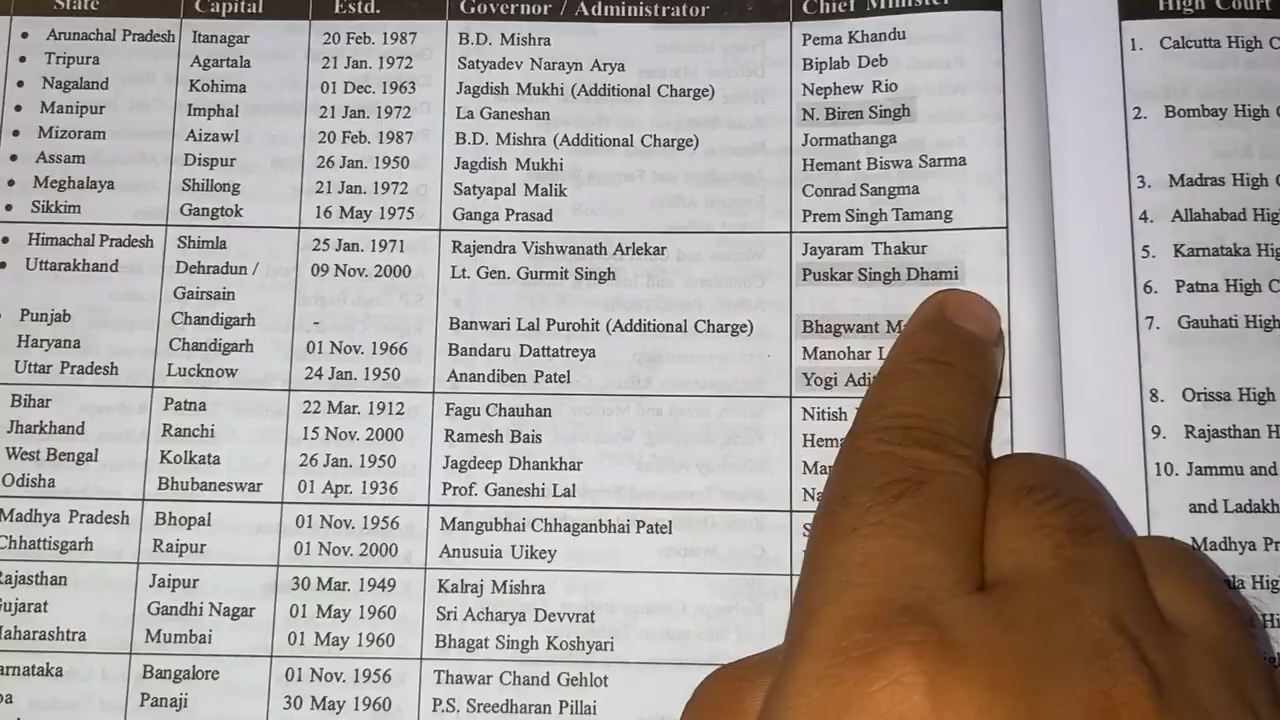 State Capital Estd. Governor / Administrator Chief Minister
• Arunachal Pradesh Itanagar 20 Feb. 1987 B.D. Mishra Pema Khandu
• Tripura Agartala 21 Jan. 1972 Satyadev Narayn Arya Biplab Deb
• Nagaland Kohima 01 Dec. 1963 Jagdish Mukhi (Additional Charge) Nephew Rio
• Manipur Imphal 21 Jan. 1972 La Ganeshan N. Biren Singh
• Mizoram Aizawl 20 Feb. 1987 B.D. Mishra (Additional Charge) Jormathanga
• Assam Dispur 26 Jan. 1950 Jagdish Mukhi Hemant Biswa Sarma
• Meghalaya Shillong 21 Jan. 1972 Satyapal Malik Conrad Sangma
• Sikkim Gangtok 16 May 1975 Ganga Prasad Prem Singh Tamang
• Himachal Pradesh Shimla 25 Jan. 1971 Rajendra Vishwanath Arlekar Jayaram Thakur
• Uttarakhand Dehradun / 09 Nov. 2000 Lt. Gen. Gurmit Singh Puskar Singh Dhami
Gairsain
Punjab Chandigarh - Banwari Lal Purohit (Additional Charge) Bhagwant
Haryana Chandigarh 01 Nov. 1966 Bandaru Dattatreya Manohar
Uttar Pradesh Lucknow 24 Jan. 1950 Anandiben Patel Yogi
Bihar Patna 22 Mar. 1912 Fagu Chauhan Nitish
Jharkhand Ranchi 15 Nov. 2000 Ramesh Bais
West Bengal Kolkata 26 Jan. 1950 Jagdeep Dhankhar
Odisha Bhubaneswar 01 Apr. 1936 Prof. Ganeshi Lal
Madhya Pradesh Bhopal 01 Nov. 1956 Mangubhai Chhaganbhai Patel
Chhattisgarh Raipur 01 Nov. 2000 Anusuia Uikey
Jaipur 30 Mar. 1949 Kalraj Mishra
Gandhi Nagar 01 May 1960 Sri Acharya Devvrat
Mumbai 01 May 1960 Bhagat Singh Koshyari
Bangalore 01 Nov. 1956 Thawar Chand Gehlot
Panaji 30 May 1960 P.S. Sreedharan Pillai
High Court
1. Calcutta High
2. Bombay High
3. Madras High
4. Allahabad
5. Karnataka
6. Patna High
7. Gauhati High
8. Orissa High
9. Rajasthan
10. Jammu and
and Ladakh
Madhya